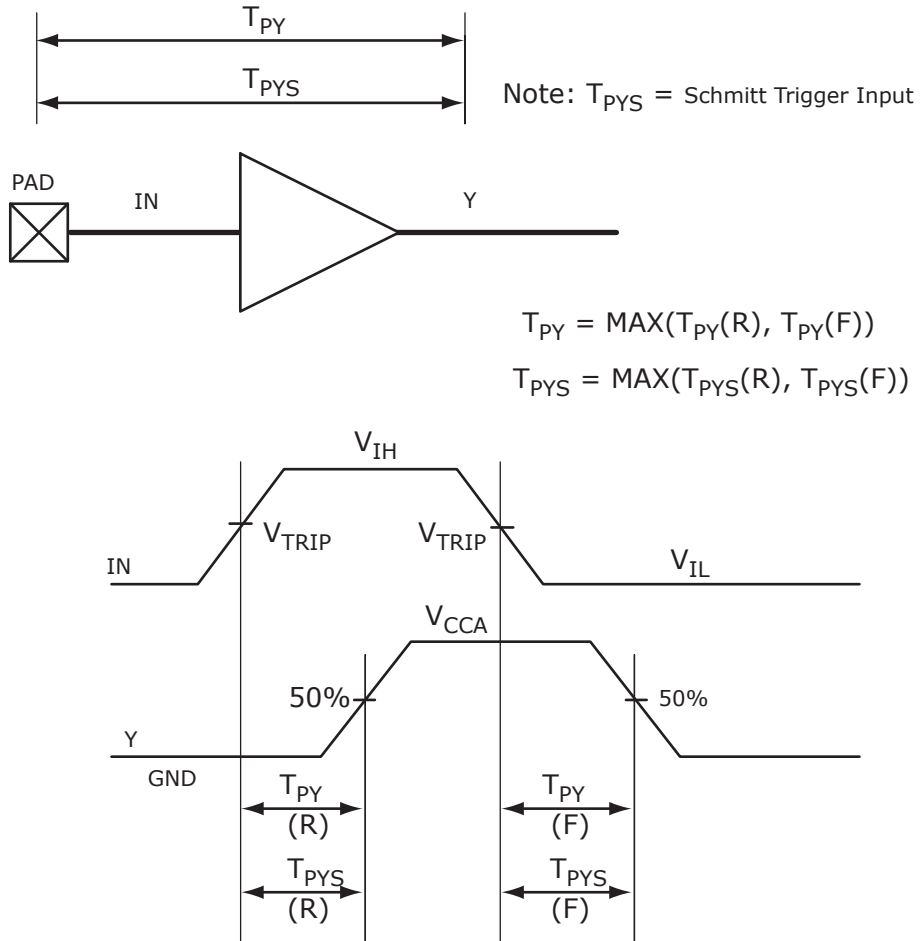 T_PY
T_PYS
Note: T_PYS = Schmitt Trigger Input
PAD
IN
Y
T_PY = MAX(T_PY(R), T_PY(F))
T_PYS = MAX(T_PYS(R), T_PYS(F))
V_IH
V_TRIP
V_TRIP
IN
V_IL
V_CCA
50%
50%
Y
GND
T_PY
(R)
T_PY
(F)
T_PYS
(R)
T_PYS
(F)